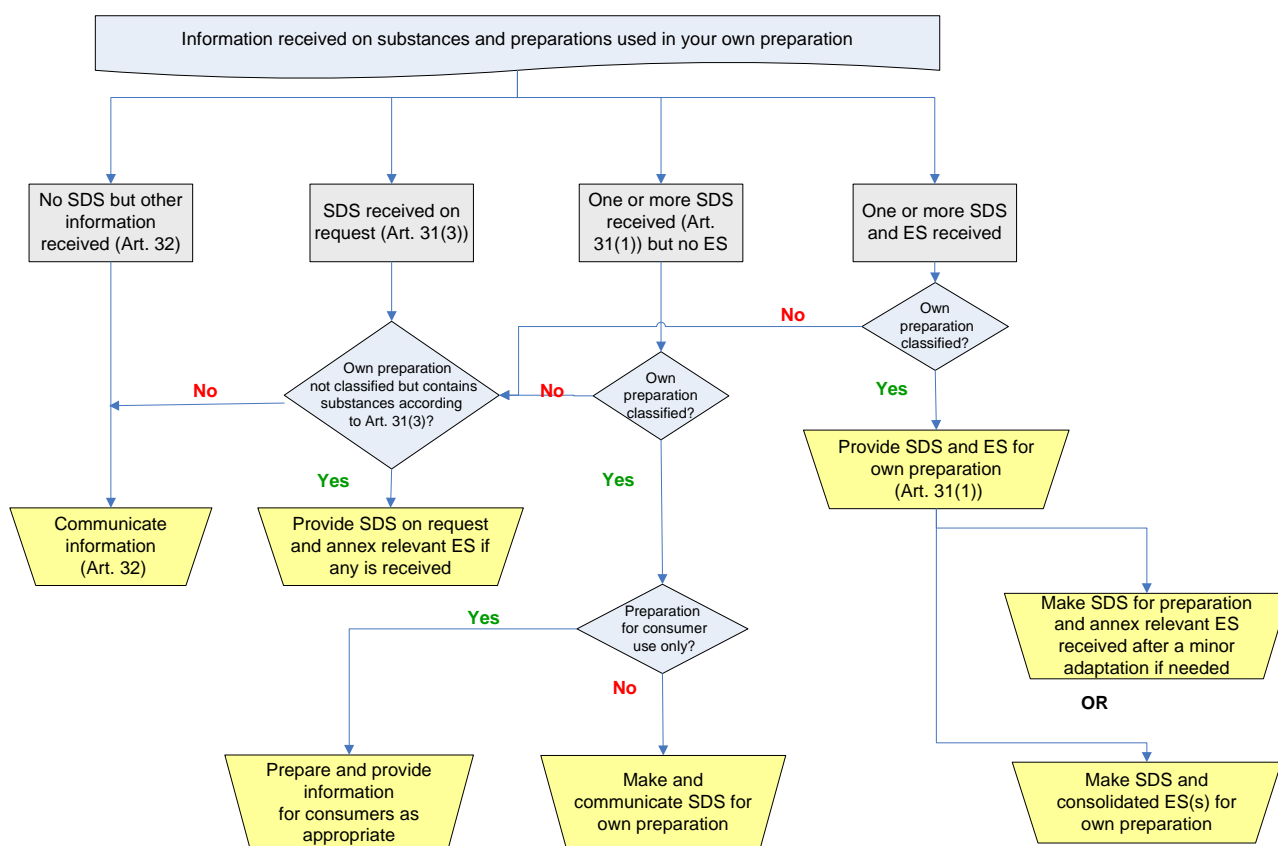 Information received on substances and preparations used in your own preparation
No SDS but other
information
received (Art. 32)
SDS received on
request (Art. 31(3))
One or more SDS
received (Art.
31(1)) but no ES
One or more SDS
and ES received
No
Own
preparation
classified?
Own preparation
not classified but contains
substances according
to Art. 31(3)?
No
No
Own
preparation
classified?
Yes
Yes
Yes
Provide SDS and ES for
own preparation
(Art. 31(1))
Communicate
information
(Art. 32)
Provide SDS on request
and annex relevant ES if
any is received
Yes
Preparation
for consumer
use only?
No
Make SDS for preparation
and annex relevant ES
received after a minor
adaptation if needed
OR
Prepare and provide
information
for consumers as
appropriate
Make and
communicate SDS for
own preparation
Make SDS and
consolidated ES(s) for
own preparation